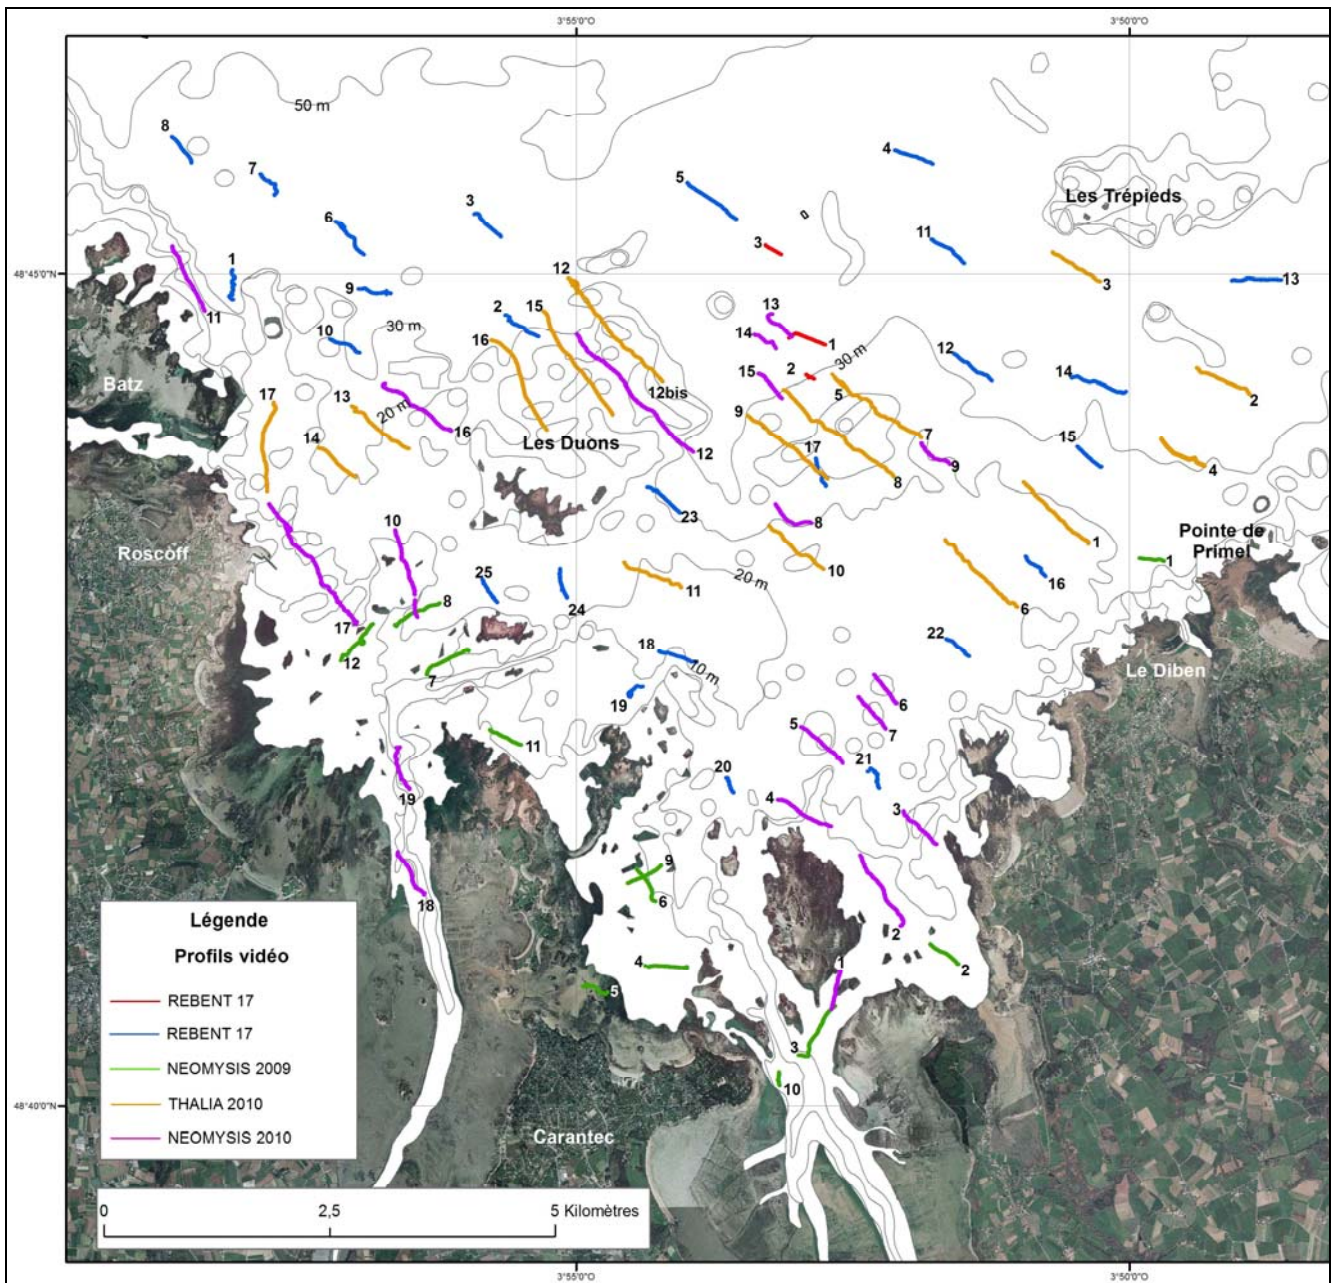 3°55'0"O
3°50'0"O
50 m
8
7
4
5
Les Trépieds
6
3
11
3
1
48°45'0"N
12
3
13
9
11
2
15
13
10
30 m
16
14
1
30 m
12
14
Batz
15
2
12bis
5
2
17
13
20 m
9
16
Les Duons
17
7
15
14
12
9
4
8
23
10
8
Pointe de
Primel
Roscoff
1
1
10
20 m
25
11
16
24
8
6
17
22
12
18
10 m
Le Diben
7
19
6
5
7
11
21
20
19
4
3
9
18
6
2
Légende
Profils vidéo
4
1
2
5
REBENT 17
REBENT 17
3
NEOMYSIS 2009
10
THALIA 2010
48°40'0"N
NEOMYSIS 2010
Carantec
0
2,5
5 Kilomètres
3°55'0"O
3°50'0"O